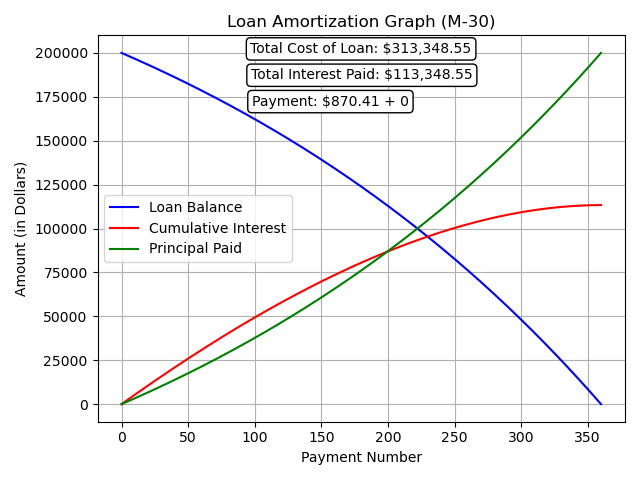 Loan Amortization Graph (M-30)
Total Cost of Loan: $313,348.55
Total Interest Paid: $113,348.55
Payment: $870.41 + 0
Amount (in Dollars)
200000
175000
150000
125000
100000
75000
50000
25000
0
Loan Balance
Cumulative Interest
Principal Paid
0 50 100 150 200 250 300 350
Payment Number